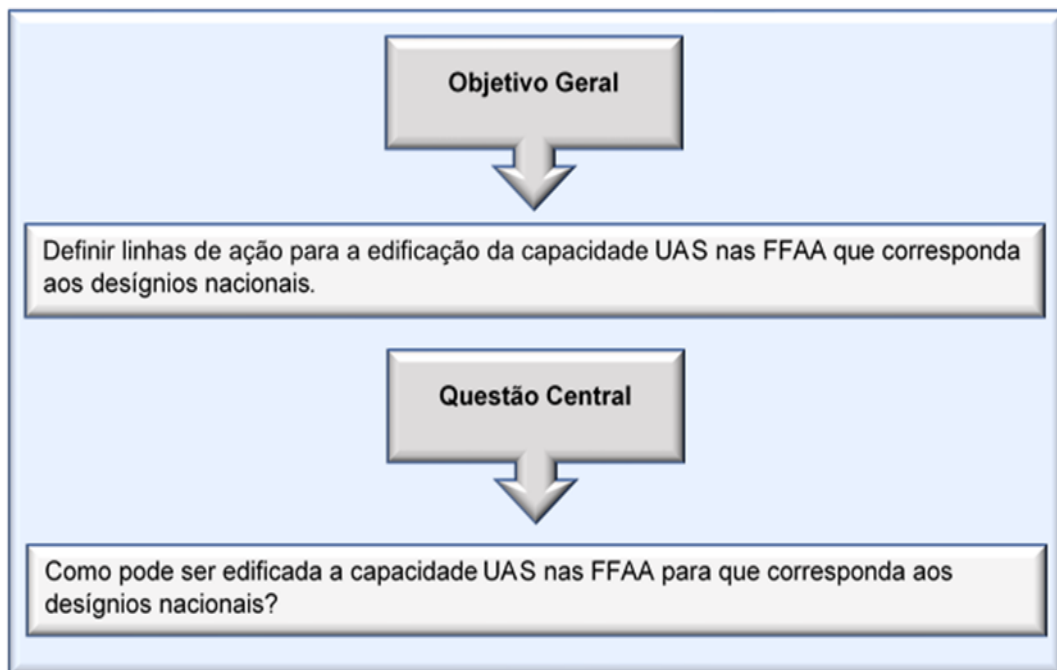 Objetivo Geral
Definir linhas de ação para a edificação da capacidade UAS nas FFAA que corresponda
aos desígnios nacionais.
Questão Central
Como pode ser edificada a capacidade UAS nas FFAA para que corresponda aos
desígnios nacionais?